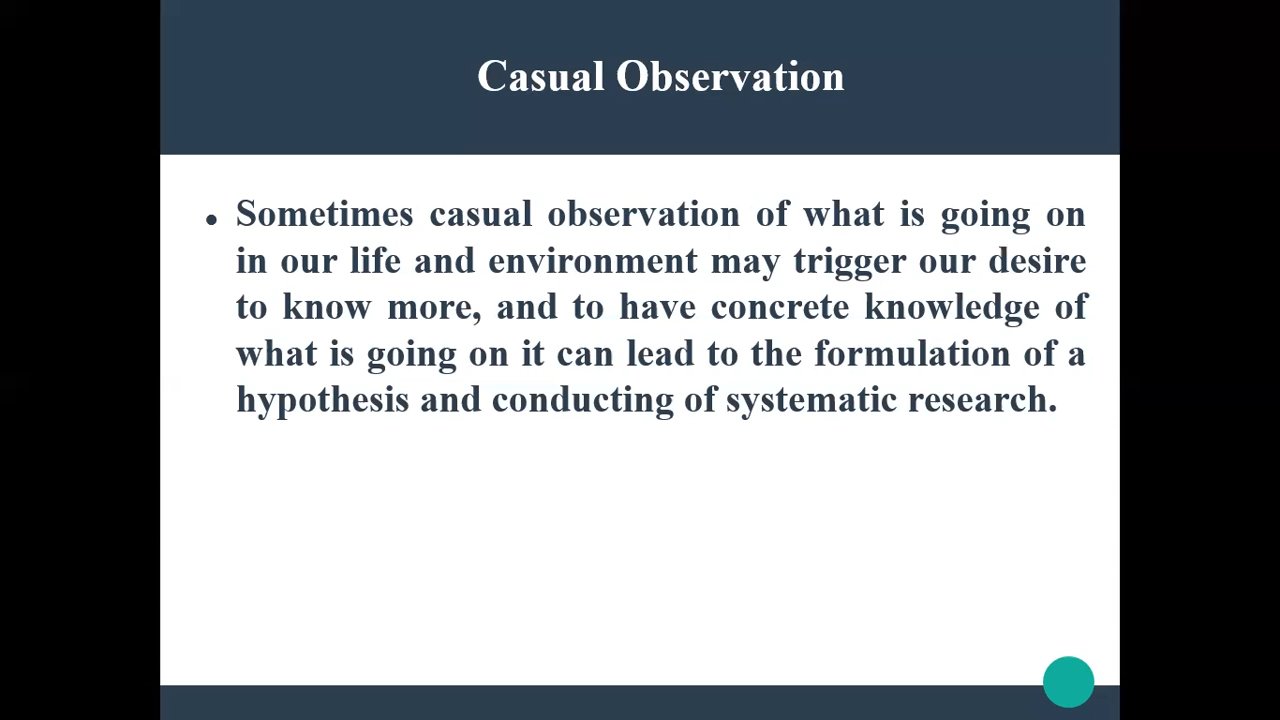 Casual Observation
• Sometimes casual observation of what is going on
in our life and environment may trigger our desire
to know more, and to have concrete knowledge of
what is going on it can lead to the formulation of a
hypothesis and conducting of systematic research.